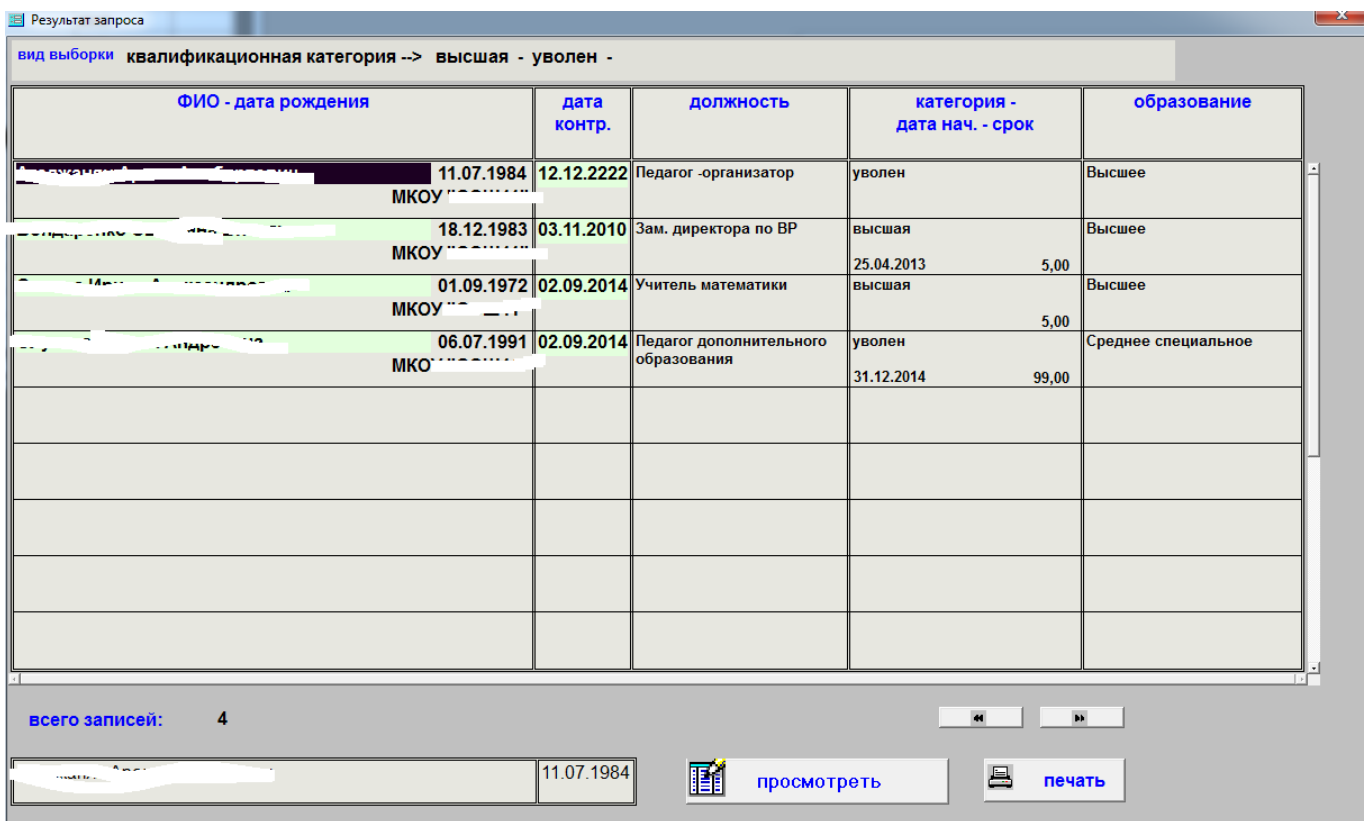 Результат запроса
вид выборки квалификационная категория --> высшая - уволен -
ФИО - дата рождения дата контр. должность категория - дата нач. - срок образование
11.07.1984 12.12.2222 Педагог -организатор уволен Высшее
МКОУ
18.12.1983 03.11.2010 Зам. директора по ВР высшая Высшее
МКОУ 25.04.2013 5,00
01.09.1972 02.09.2014 Учитель математики высшая Высшее
МКОУ 5,00
06.07.1991 02.09.2014 Педагог дополнительного образования уволен Среднее специальное
31.12.2014 99,00
всего записей: 4
11.07.1984 просмотреть печать